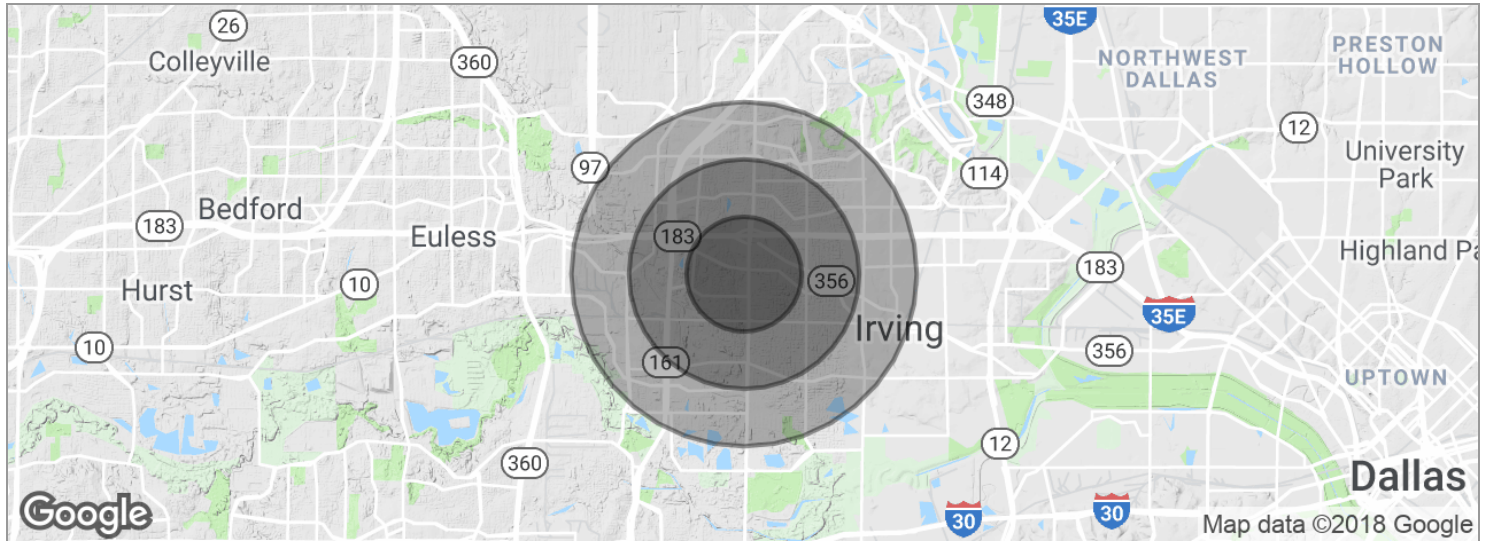 26
Colleyville
360
35E
NORTHWEST
DALLAS
PRESTON
HOLLOW
348
12
97
114
University
Park
Bedford
183
Euless
183
356
183
Highland Pa
Hurst
10
35E
Irving
10
161
356
UPTOWN
12
360
Dallas
30
30
Google
Map data ©2018 Google